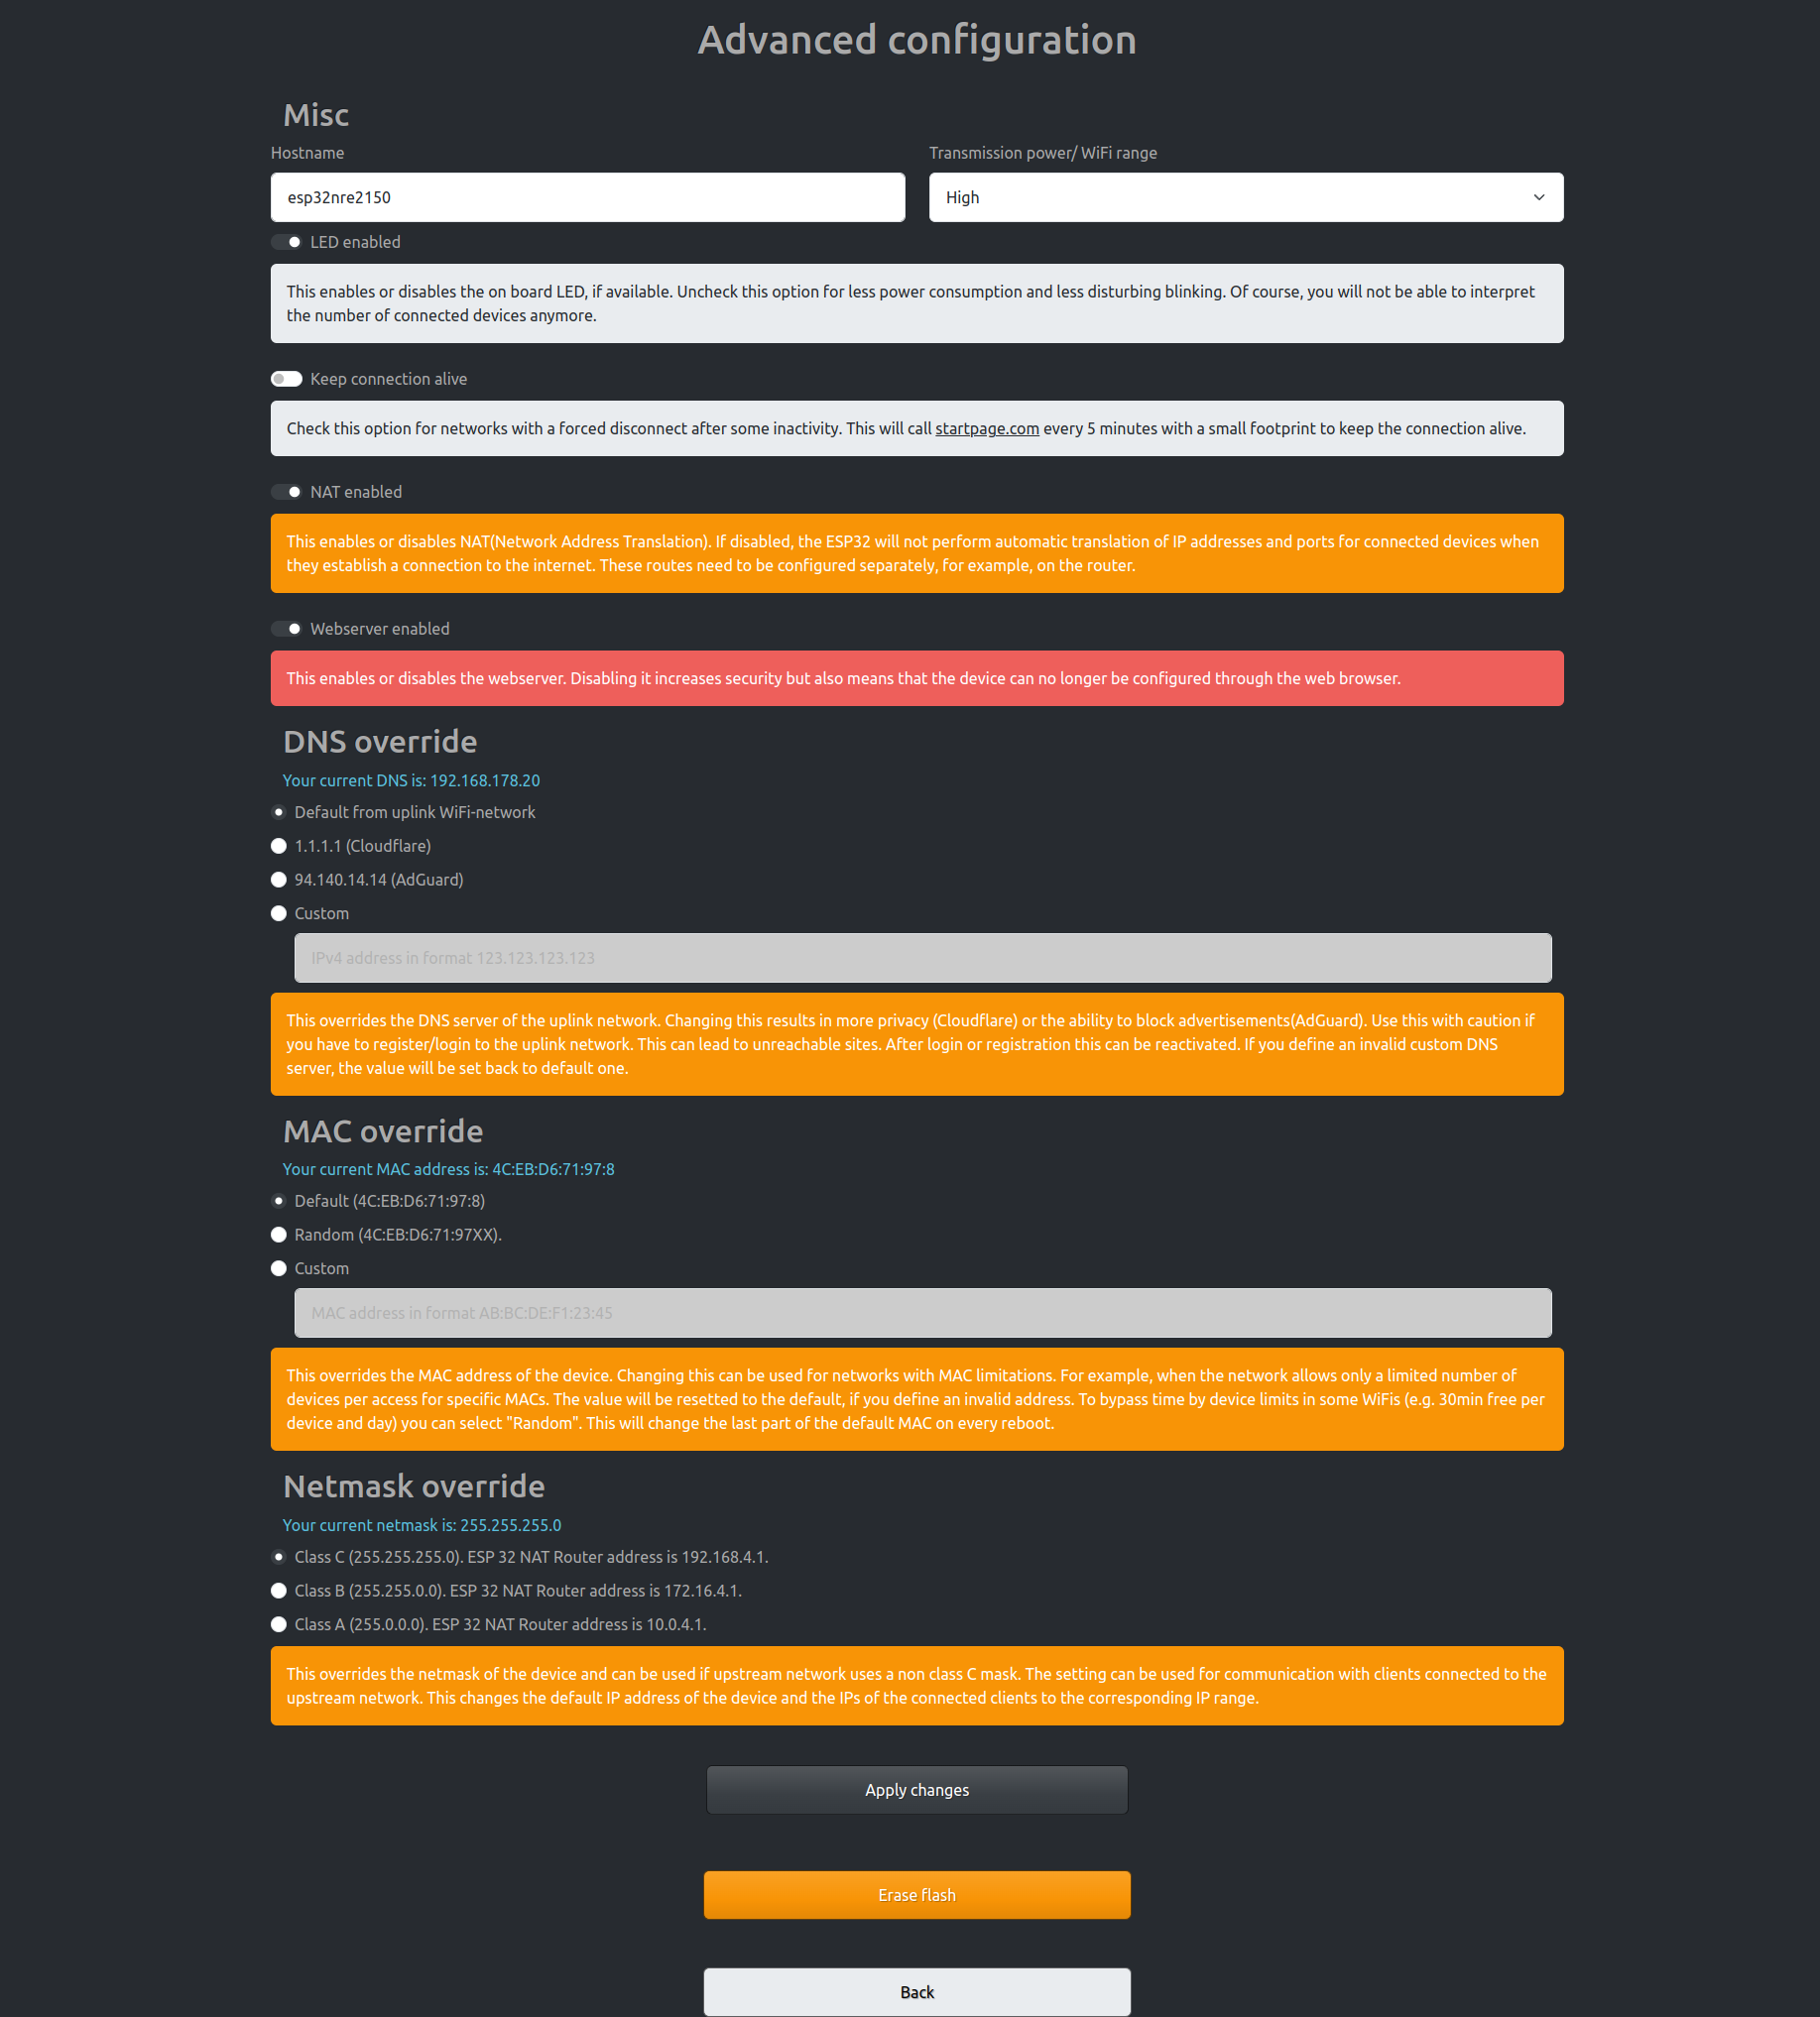 Advanced configuration
Misc
Hostname
Transmission power/ WiFi range
esp32nre2150
High
LED enabled
This enables or disables the on board LED, if available. Uncheck this option for less power consumption and less disturbing blinking. Of course, you will not be able to interpret
the number of connected devices anymore.
Keep connection alive
Check this option for networks with a forced disconnect after some inactivity. This will call startpage.com every 5 minutes with a small footprint to keep the connection alive.
NAT enabled
This enables or disables NAT(Network Address Translation). If disabled, the ESP32 will not perform automatic translation of IP addresses and ports for connected devices when
they establish a connection to the internet. These routes need to be configured separately, for example, on the router.
Webserver enabled
This enables or disables the webserver. Disabling it increases security but also means that the device can no longer be configured through the web browser.
DNS override
Your current DNS is: 192.168.178.20
Default from uplink WiFi-network
1.1.1.1 (Cloudflare)
94.140.14.14 (AdGuard)
Custom
IPv4 address in format 123.123.123.123
This overrides the DNS server of the uplink network. Changing this results in more privacy (Cloudflare) or the ability to block advertisements(AdGuard). Use this with caution if
you have to register/login to the uplink network. This can lead to unreachable sites. After login or registration this can be reactivated. If you define an invalid custom DNS
server, the value will be set back to default one.
MAC override
Your current MAC address is: 4C:EB:D6:71:97:8
Default (4C:EB:D6:71:97:8)
Random (4C:EB:D6:71:97XX).
Custom
MAC address in format AB:BC:DE:F1:23:45
This overrides the MAC address of the device. Changing this can be used for networks with MAC limitations. For example, when the network allows only a limited number of
devices per access for specific MACs. The value will be resetted to the default, if you define an invalid address. To bypass time by device limits in some WiFis (e.g. 30min free per
device and day) you can select "Random". This will change the last part of the default MAC on every reboot.
Netmask override
Your current netmask is: 255.255.255.0
Class C (255.255.255.0). ESP 32 NAT Router address is 192.168.4.1.
Class B (255.255.0.0). ESP 32 NAT Router address is 172.16.4.1.
Class A (255.0.0.0). ESP 32 NAT Router address is 10.0.4.1.
This overrides the netmask of the device and can be used if upstream network uses a non class C mask. The setting can be used for communication with clients connected to the
upstream network. This changes the default IP address of the device and the IPs of the connected clients to the corresponding IP range.
Apply changes
Erase flash
Back